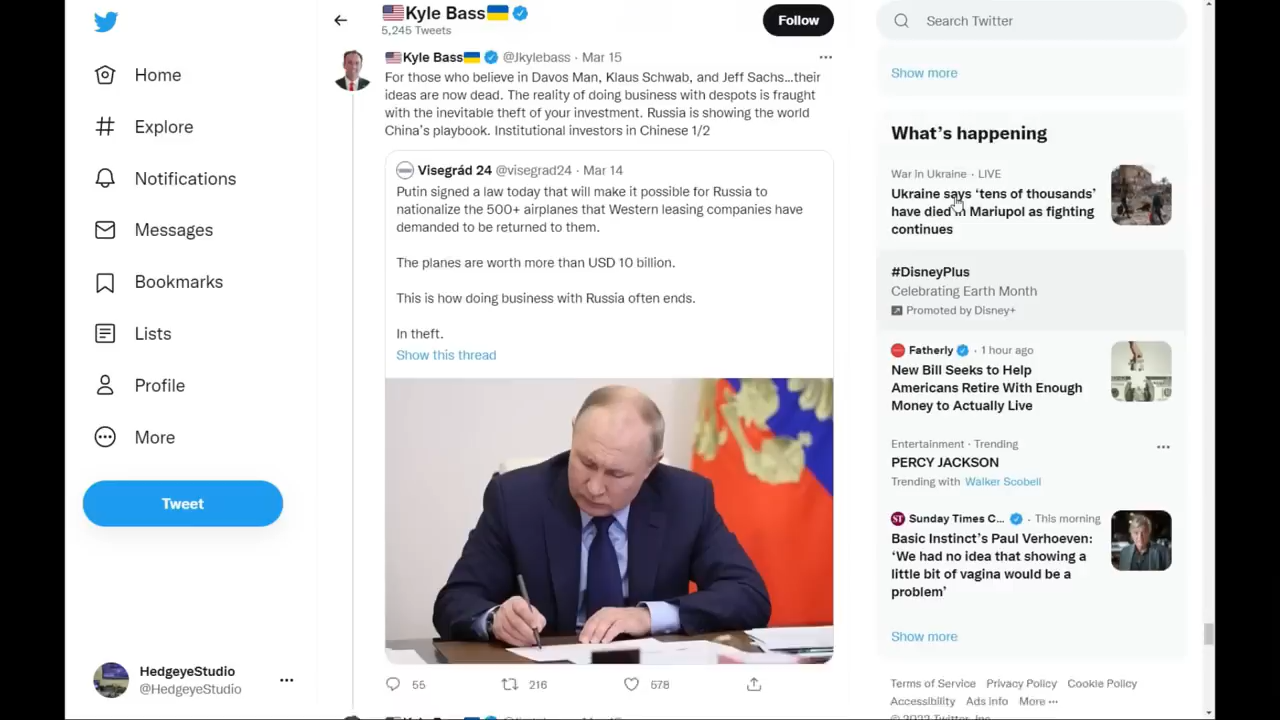 Home
Explore
Notifications
Messages
Bookmarks
Lists
Profile
More
Tweet
HedgeyeStudio
@HedgeyeStudio
Kyle Bass
5,245 Tweets
Follow
Kyle Bass @Jkylebass · Mar 15
For those who believe in Davos Man, Klaus Schwab, and Jeff Sachs…their
ideas are now dead. The reality of doing business with despots is fraught
with the inevitable theft of your investment. Russia is showing the world
China's playbook. Institutional investors in Chinese 1/2
Visegrád 24 @visegrad24 · Mar 14
Putin signed a law today that will make it possible for Russia to
nationalize the 500+ airplanes that Western leasing companies have
demanded to be returned to them.
The planes are worth more than USD 10 billion.
This is how doing business with Russia often ends.
In theft.
Show this thread
55
216
578
Search Twitter
Show more
What's happening
War in Ukraine · LIVE
Ukraine says 'tens of thousands'
have died in Mariupol as fighting
continues
#DisneyPlus
Celebrating Earth Month
Promoted by Disney+
Fatherly · 1 hour ago
New Bill Seeks to Help
Americans Retire With Enough
Money to Actually Live
Entertainment · Trending
PERCY JACKSON
Trending with Walker Scobell
ST Sunday Times C... · This morning
Basic Instinct's Paul Verhoeven:
'We had no idea that showing a
little bit of vagina would be a
problem'
Show more
Terms of Service Privacy Policy Cookie Policy
Accessibility Ads info More ···